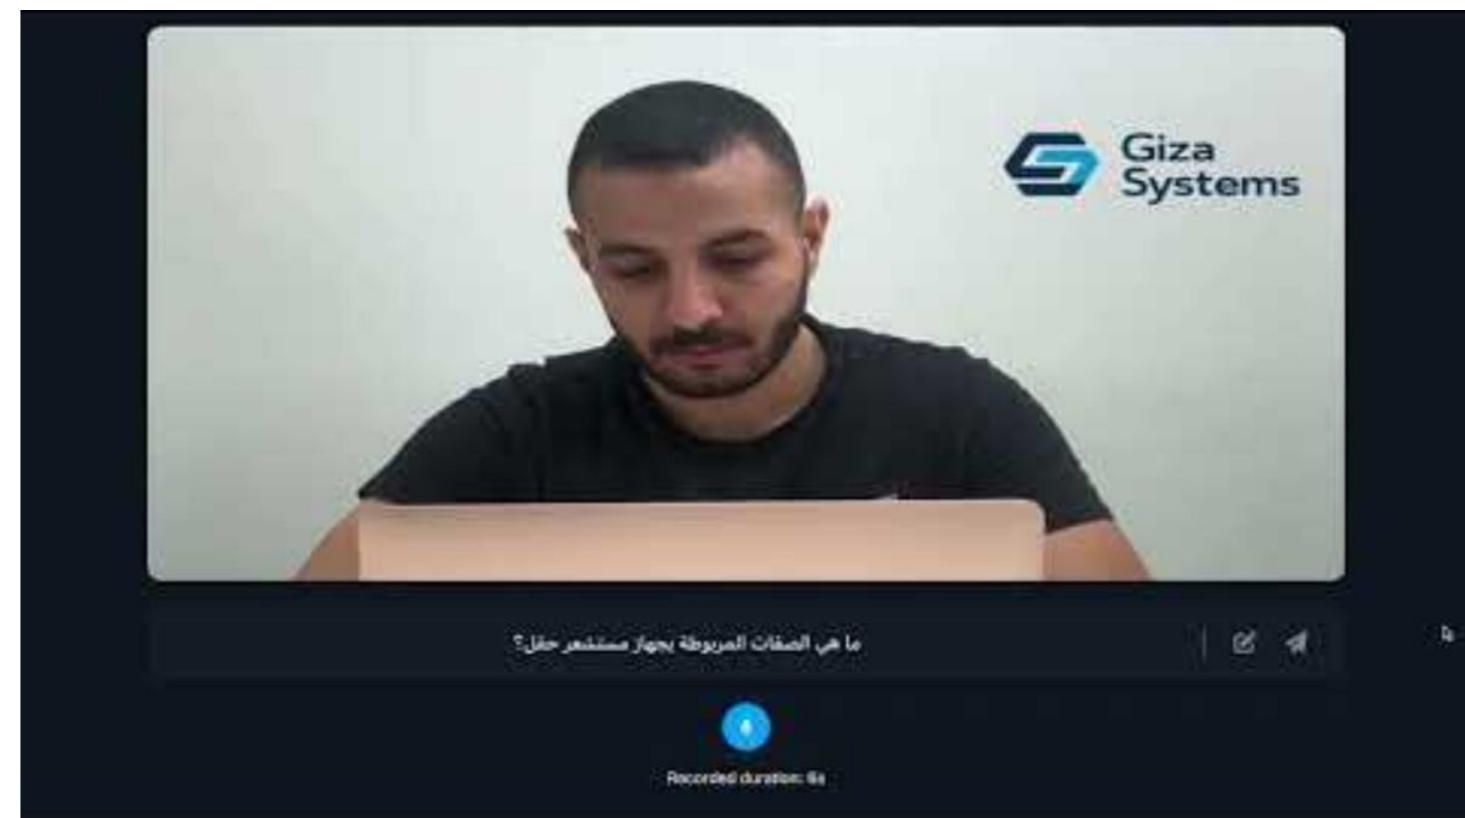 Giza
Systems
ما هي الصفات المربوطة بجهاز مستشعر حقل؟
Recorded duration: 6s